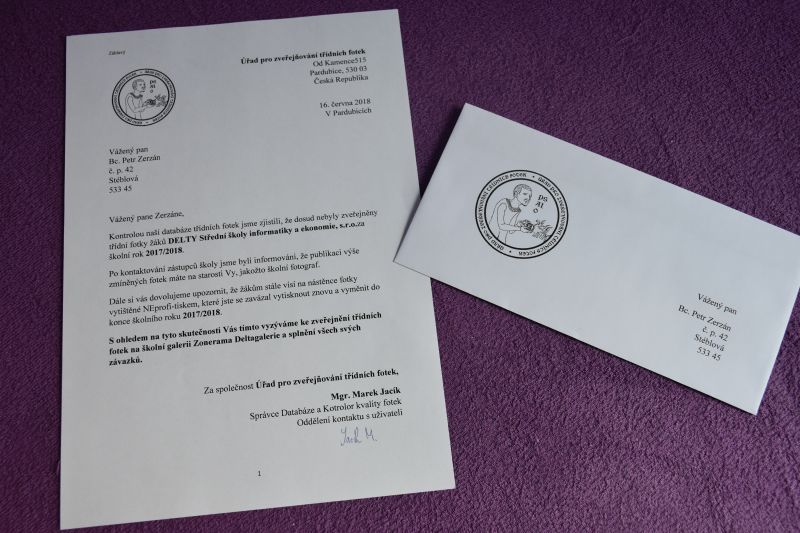 Úřad pro zveřejňování třídních fotek
Od Kamence515
Pardubice, 530 03
Česká Republika
16. června 2018
V Pardubicích
Vážený pan
Bc. Petr Zerzán
č. p. 42
Stéblová
533 45
Vážený pane Zerzáne,
Kontrolou naší databáze třídních fotek jsme zjistili, že dosud nebyly zveřejněny
třídní fotky žáků DELTY Střední školy informatiky a ekonomie, s.r.o.za
školní rok 2017/2018.
Po kontaktování zástupců školy jsme byli informováni, že publikaci výše
zmíněných fotek máte na starosti Vy, jakožto školní fotograf.
Dále si vás dovolujeme upozornit, že žákům stále visí na nástěnce fotky
vytištěné NEprofi-tiskem, které jste se zavázal vytisknout znovu a vyměnit do
konce školního roku 2017/2018.
S ohledem na tyto skutečnosti Vás tímto vyzýváme ke zveřejnění třídních
fotek na školní galerii Zonerama Deltagalerie a splnění všech svých
závazků.
Za společnost Úřad pro zveřejňování třídních fotek,
Mgr. Marek Jacik
Správce Databáze a Kotrolor kvality fotek
Oddělení kontaktu s uživateli
1
ÚŘAD PRO ZVEŘEJŇOVÁNÍ TŘÍDNÍCH FOTEK
Vážený pan
Bc. Petr Zerzán
č. p. 42
Stéblová
533 45